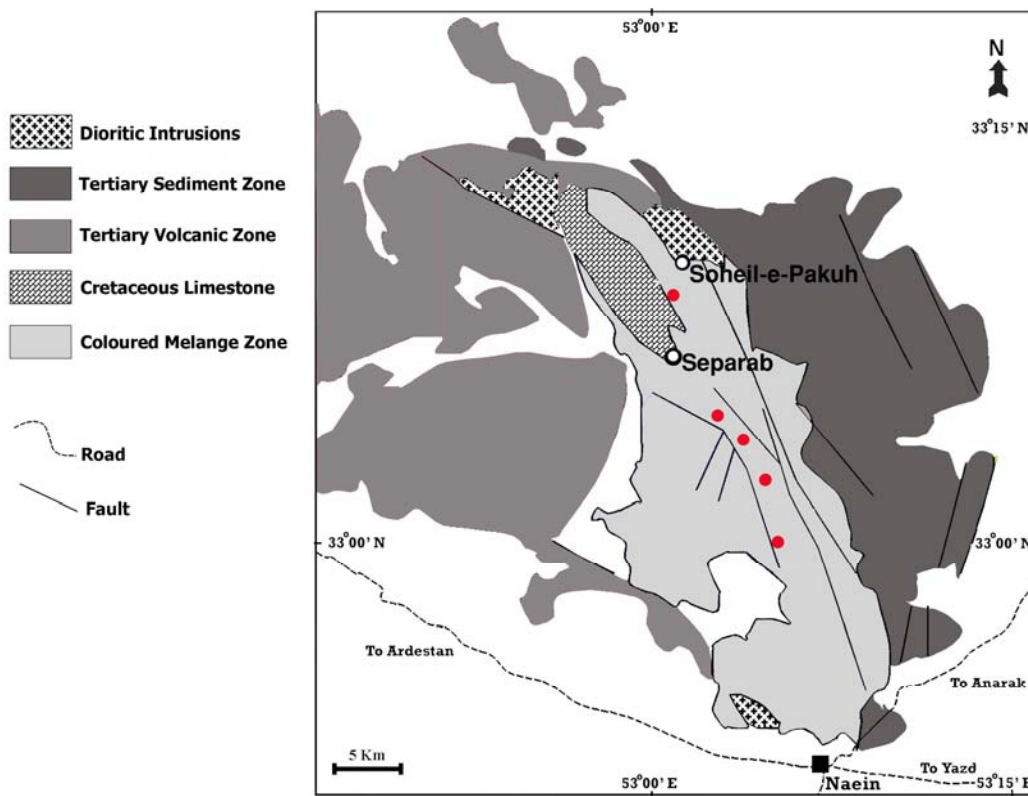 53°00' E
N
33°15' N
Dioritic Intrusions
Tertiary Sediment Zone
Tertiary Volcanic Zone
Cretaceous Limestone
Coloured Melange Zone
Road
Fault
Soheil-e-Pakuh
Separab
33°00' N
33°00' N
To Ardestan
To Anarak
5 Km
To Yazd
Naein
53°00' E
53°15' E